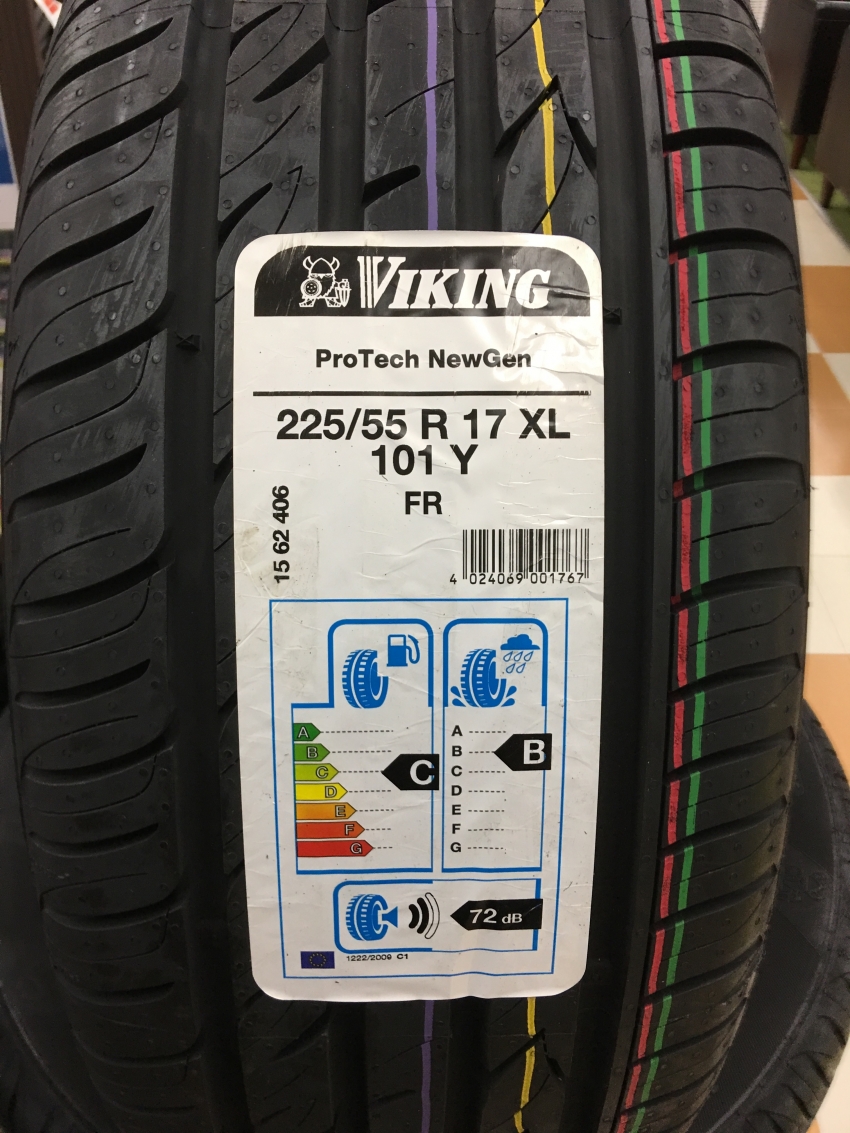 VIKING
ProTech NewGen
225/55 R 17 XL
101 Y
FR
15 62 406
4 024069 001767
A
B
C
D
E
F
G
C
A
B
C
D
E
F
G
B
72 dB
1222/2009 C1